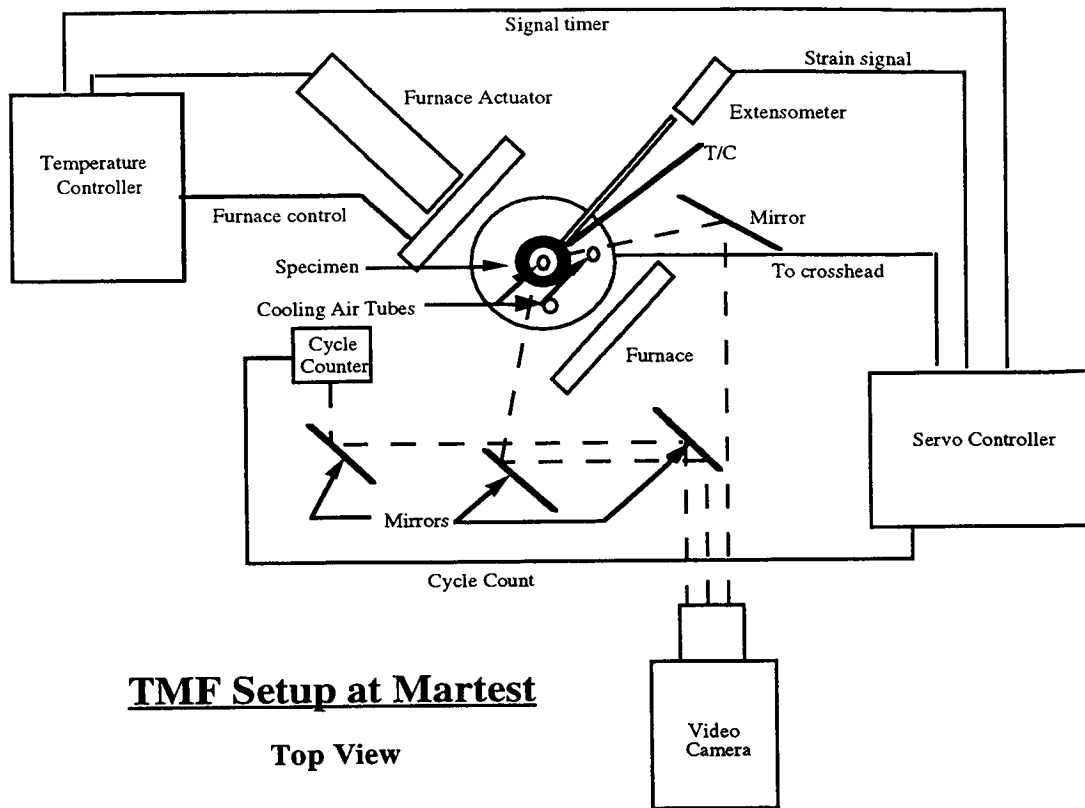 Signal timer
Strain signal
Furnace Actuator
Extensometer
Temperature
Controller
T/C
Furnace control
Mirror
Specimen
To crosshead
Cooling Air Tubes
Cycle
Counter
Furnace
Servo Controller
Mirrors
Cycle Count
TMF Setup at Martest
Top View
Video
Camera